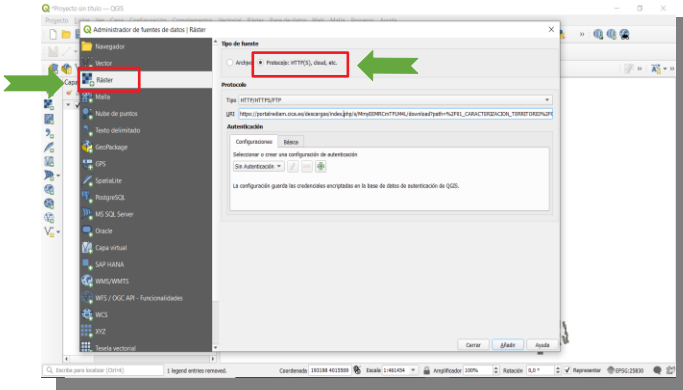 *Proyecto sin título — QGIS
Administrador de fuentes de datos | Ráster
Navegador
Vector
Ráster
Malla
Nube de puntos
Texto delimitado
GeoPackage
GPS
SpatiaLite
PostgreSQL
MS SQL Server
Oracle
Capa virtual
SAP HANA
WMS/WMTS
WFS / OGC API - Funcionalidades
WCS
XYZ
Tesela vectorial
Tipo de fuente
Protocolo: HTTP(S), cloud, etc.
Protocolo
Tipo HTTP/HTTPS/FTP
URI
Autenticación
Configuraciones Básica
Seleccionar o crear una configuración de autenticación
Sin Autenticación
La configuración guarda las credenciales encriptadas en la base de datos de autenticación de QGIS.
Cerrar Añadir Ayuda
Escriba para localizar (Ctrl+K) 1 legend entries removed. Coordenada Escala 1:461454 Amplificador 100% Rotación 0,0 ° Representar EPSG:25830